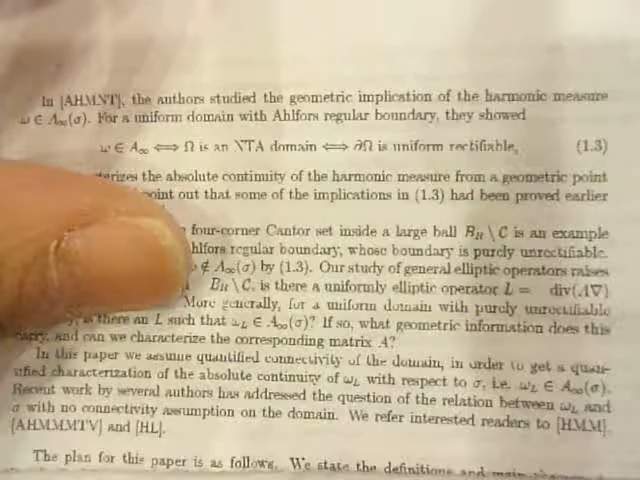 In [AHMNT], the authors studied the geometric implication of the harmonic measure
ω ∈ A∞(σ). For a uniform domain with Ahlfors regular boundary, they showed
ω ∈ A∞ ⟺ Ω is an NTA domain ⟺ ∂Ω is uniform rectifiable, (1.3)
the absolute continuity of the harmonic measure from a geometric point
point out that some of the implications in (1.3) had been proved earlier
four-corner Cantor set inside a large ball B_R \ C is an example
regular boundary, whose boundary is purely unrectifiable.
∉ A∞(σ) by (1.3). Our study of general elliptic operators raises
B_R \ C, is there a uniformly elliptic operator L = div(A∇)
More generally, for a uniform domain with purely unrectifiable
is there an L such that ω_L ∈ A∞(σ)? If so, what geometric information does this
carry, and can we characterize the corresponding matrix A?
In this paper we assume quantified connectivity of the domain, in order to get a quan-
tified characterization of the absolute continuity of ω_L with respect to σ, i.e. ω_L ∈ A∞(σ).
Recent work by several authors has addressed the question of the relation between ω_L and
σ with no connectivity assumption on the domain. We refer interested readers to [HMM],
[AHMMMTV] and [HL].
The plan for this paper is as follows. We state the definitions and main